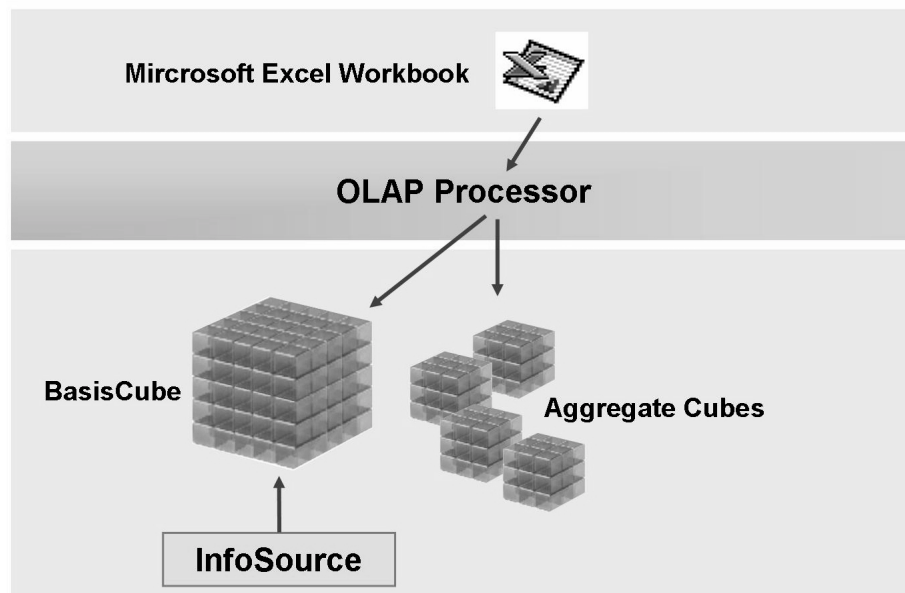 Mircrosoft Excel Workbook
OLAP Processor
BasisCube
Aggregate Cubes
InfoSource